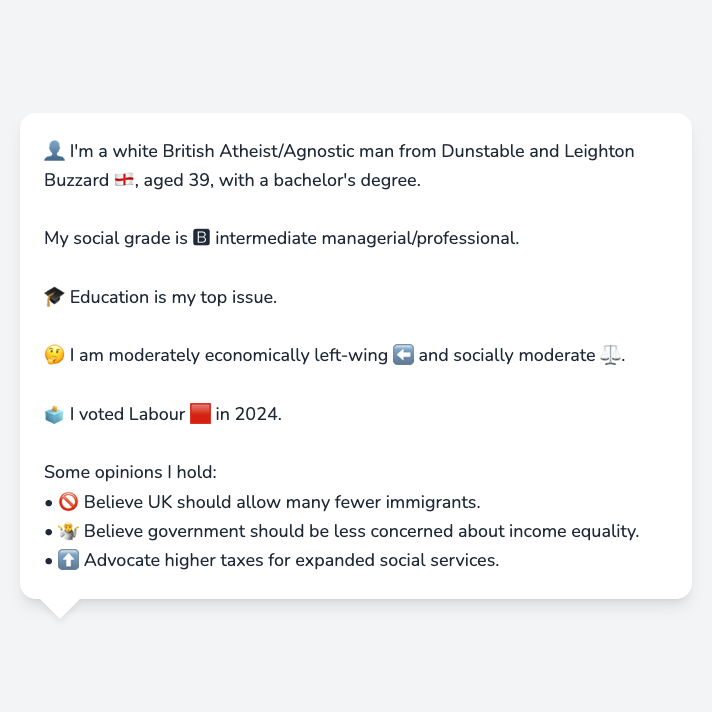 👤 I'm a white British Atheist/Agnostic man from Dunstable and Leighton
Buzzard 🏴󠁧󠁢󠁥󠁮󠁧󠁿, aged 39, with a bachelor's degree.
My social grade is 🅱 intermediate managerial/professional.
🎓 Education is my top issue.
🤔 I am moderately economically left-wing ⬅️ and socially moderate ⚖️.
🗳️ I voted Labour 🟥 in 2024.
Some opinions I hold:
• 🚫 Believe UK should allow many fewer immigrants.
• 🤷 Believe government should be less concerned about income equality.
• ⬆️ Advocate higher taxes for expanded social services.